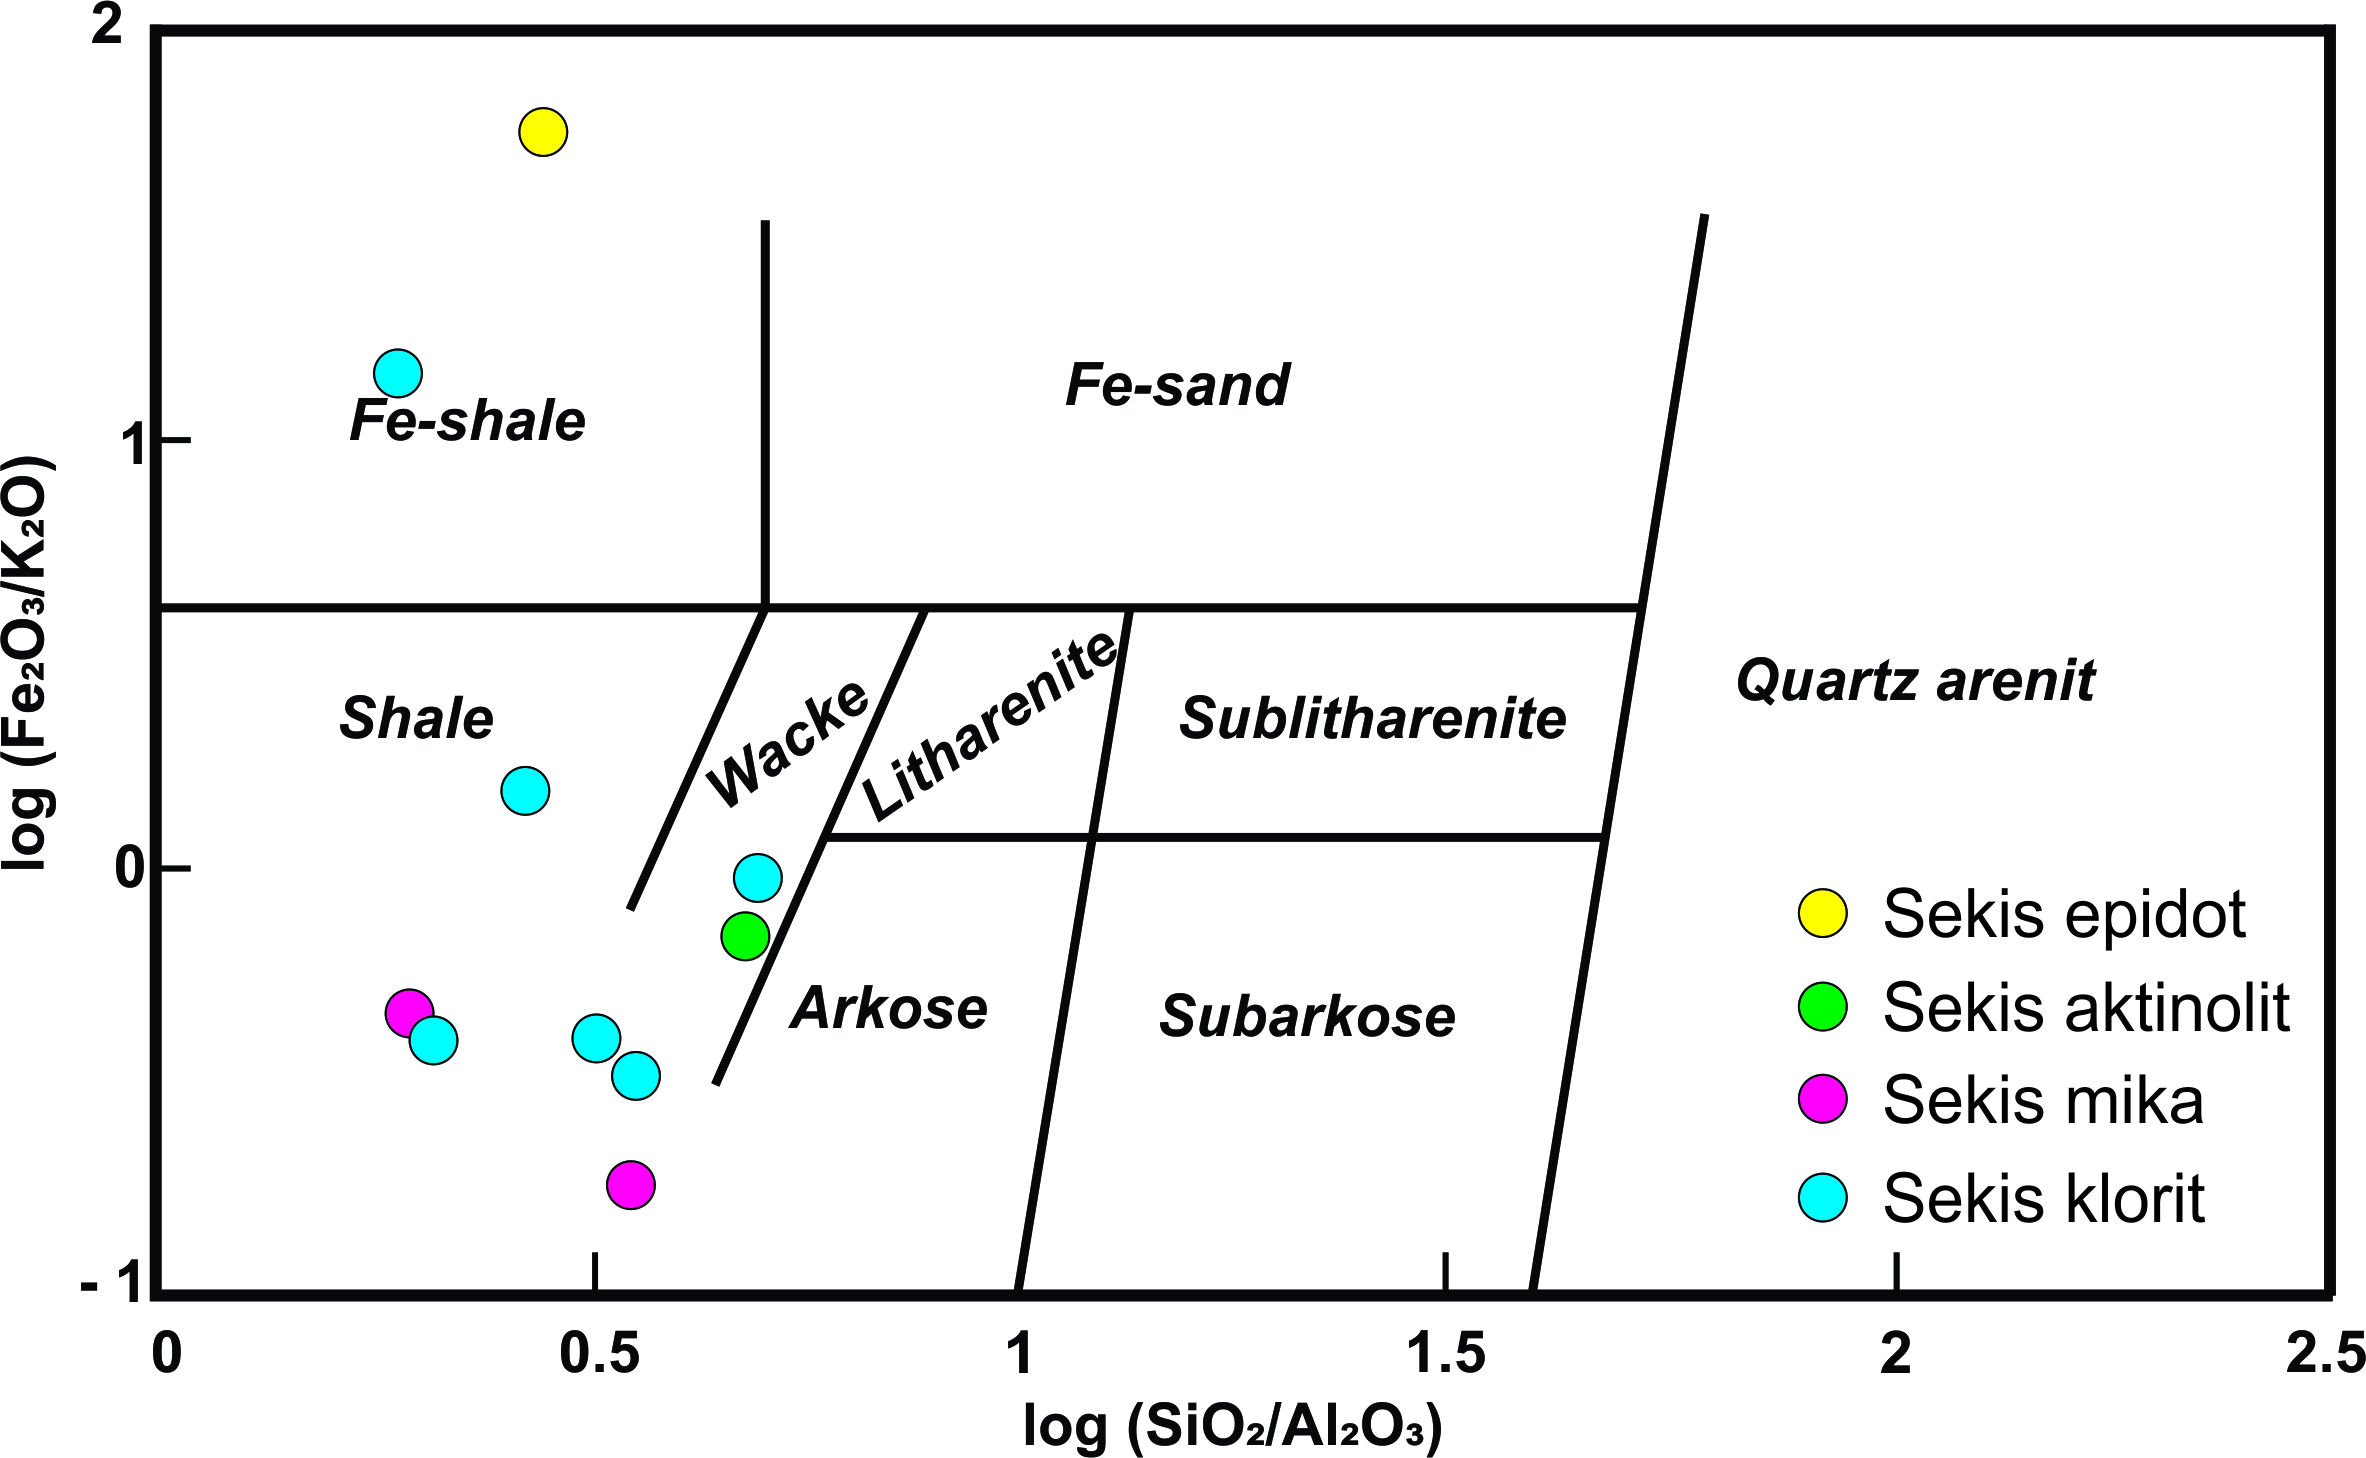 2
Fe-sand
Fe-shale
1
log (Fe₂O₃/K₂O)
Shale
Wacke
Litharenite
Sublitharenite
Quartz arenit
0
Arkose
Subarkose
Sekis epidot
Sekis aktinolit
Sekis mika
Sekis klorit
- 1
0 0.5 1 1.5 2 2.5
log (SiO₂/Al₂O₃)